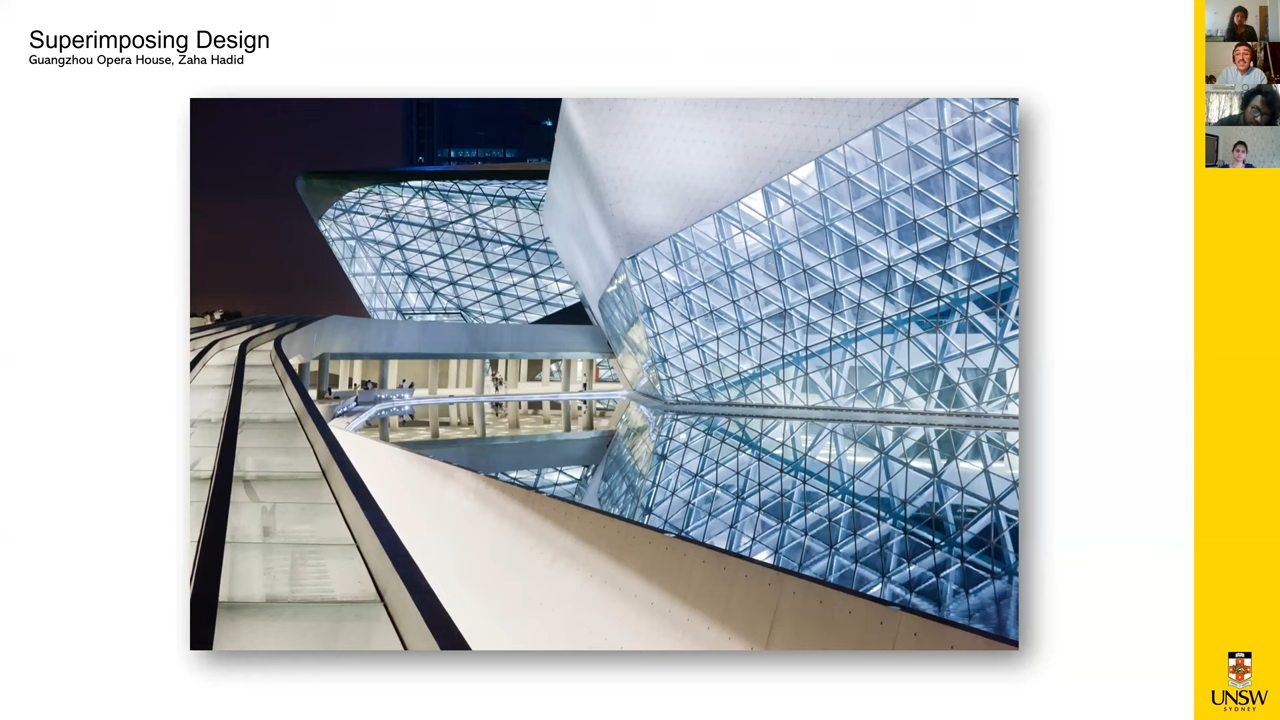 Superimposing Design
Guangzhou Opera House, Zaha Hadid
UNSW
SYDNEY